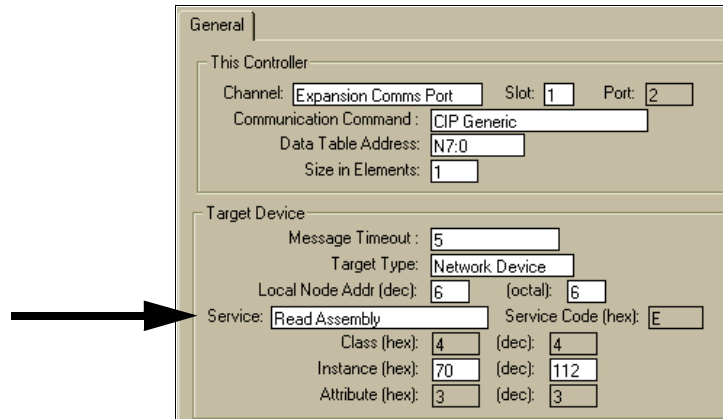 General
This Controller
Channel: Expansion Comms Port Slot: 1 Port: 2
Communication Command : CIP Generic
Data Table Address: N7:0
Size in Elements: 1
Target Device
Message Timeout : 5
Target Type: Network Device
Local Node Addr (dec): 6 (octal): 6
Service: Read Assembly Service Code (hex): E
Class (hex): 4 (dec): 4
Instance (hex): 70 (dec): 112
Attribute (hex): 3 (dec): 3